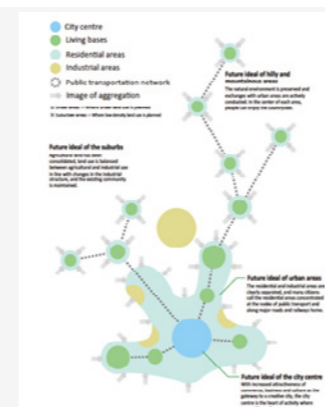 City centre
Living bases
Residential areas
Industrial areas
Public transportation network
Image of aggregation
Future ideal of hilly and
mountainous areas
The natural environment is preserved and
exchanges with urban areas are actively
conducted. In the center of each area,
people can enjoy the countryside.
Future ideal of the suburbs
Agricultural land has been
consolidated, land use is balanced
between agricultural and industrial use
in line with changes in the industrial
structure, and the existing community
is maintained.
Future ideal of urban areas
The residential and industrial areas are
clearly separated, and many citizens
call the residential areas concentrated
at the nodes of public transport and
along major roads and railways home.
Future ideal of the city centre
With increased attractiveness of
commerce, business and culture as the
gateway to a creative city, the city
centre is the heart of activity where